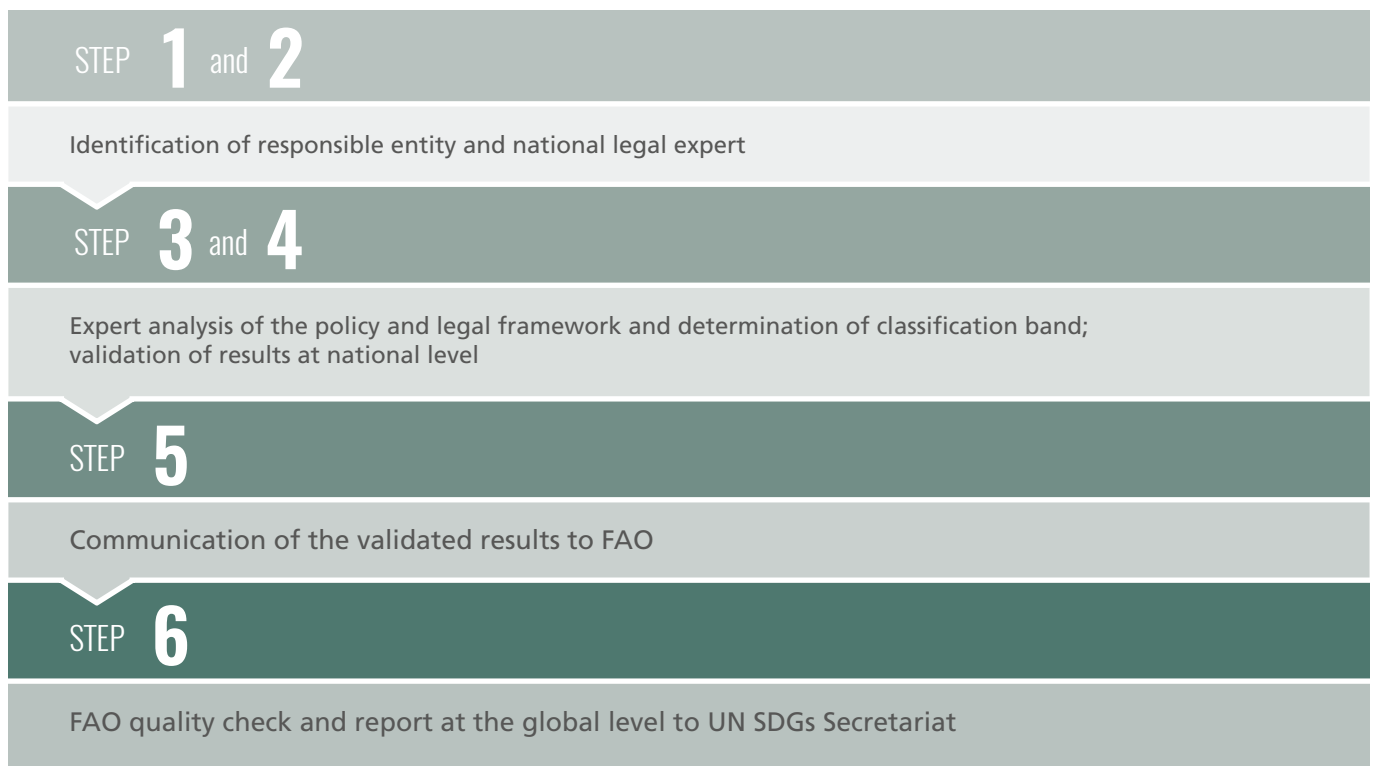 STEP 1 and 2
Identification of responsible entity and national legal expert
STEP 3 and 4
Expert analysis of the policy and legal framework and determination of classification band;
validation of results at national level
STEP 5
Communication of the validated results to FAO
STEP 6
FAO quality check and report at the global level to UN SDGs Secretariat